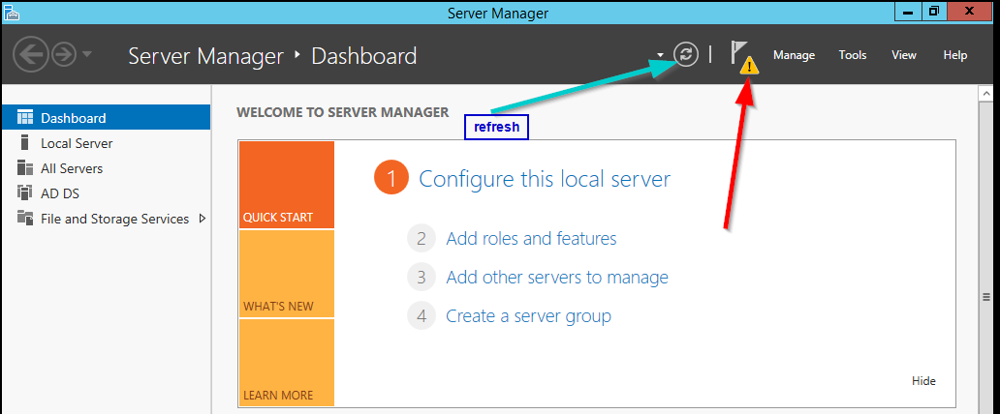 Server Manager
Server Manager ‣ Dashboard
Manage Tools View Help
Dashboard
Local Server
All Servers
AD DS
File and Storage Services
WELCOME TO SERVER MANAGER
refresh
QUICK START
WHAT'S NEW
LEARN MORE
1 Configure this local server
2 Add roles and features
3 Add other servers to manage
4 Create a server group
Hide